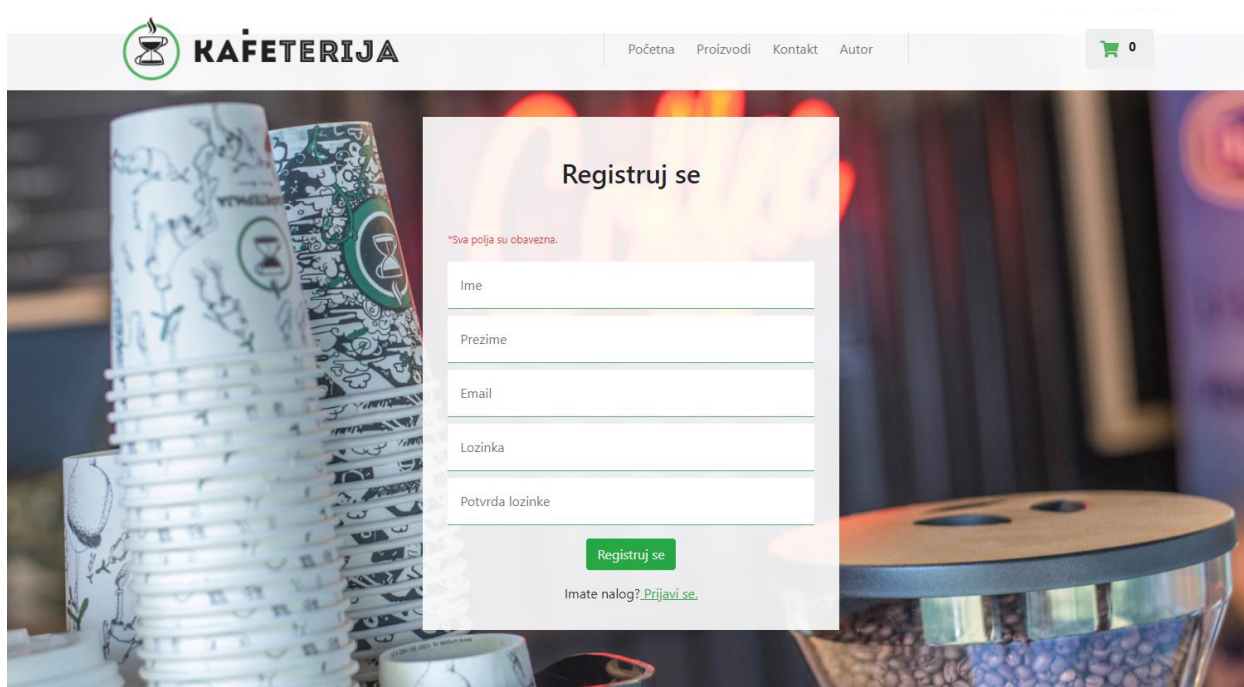 KAFETERIJA
Početna Proizvodi Kontakt Autor
0
Registruj se
*Sva polja su obavezna.
Ime
Prezime
Email
Lozinka
Potvrda lozinke
Registruj se
Imate nalog? Prijavi se.